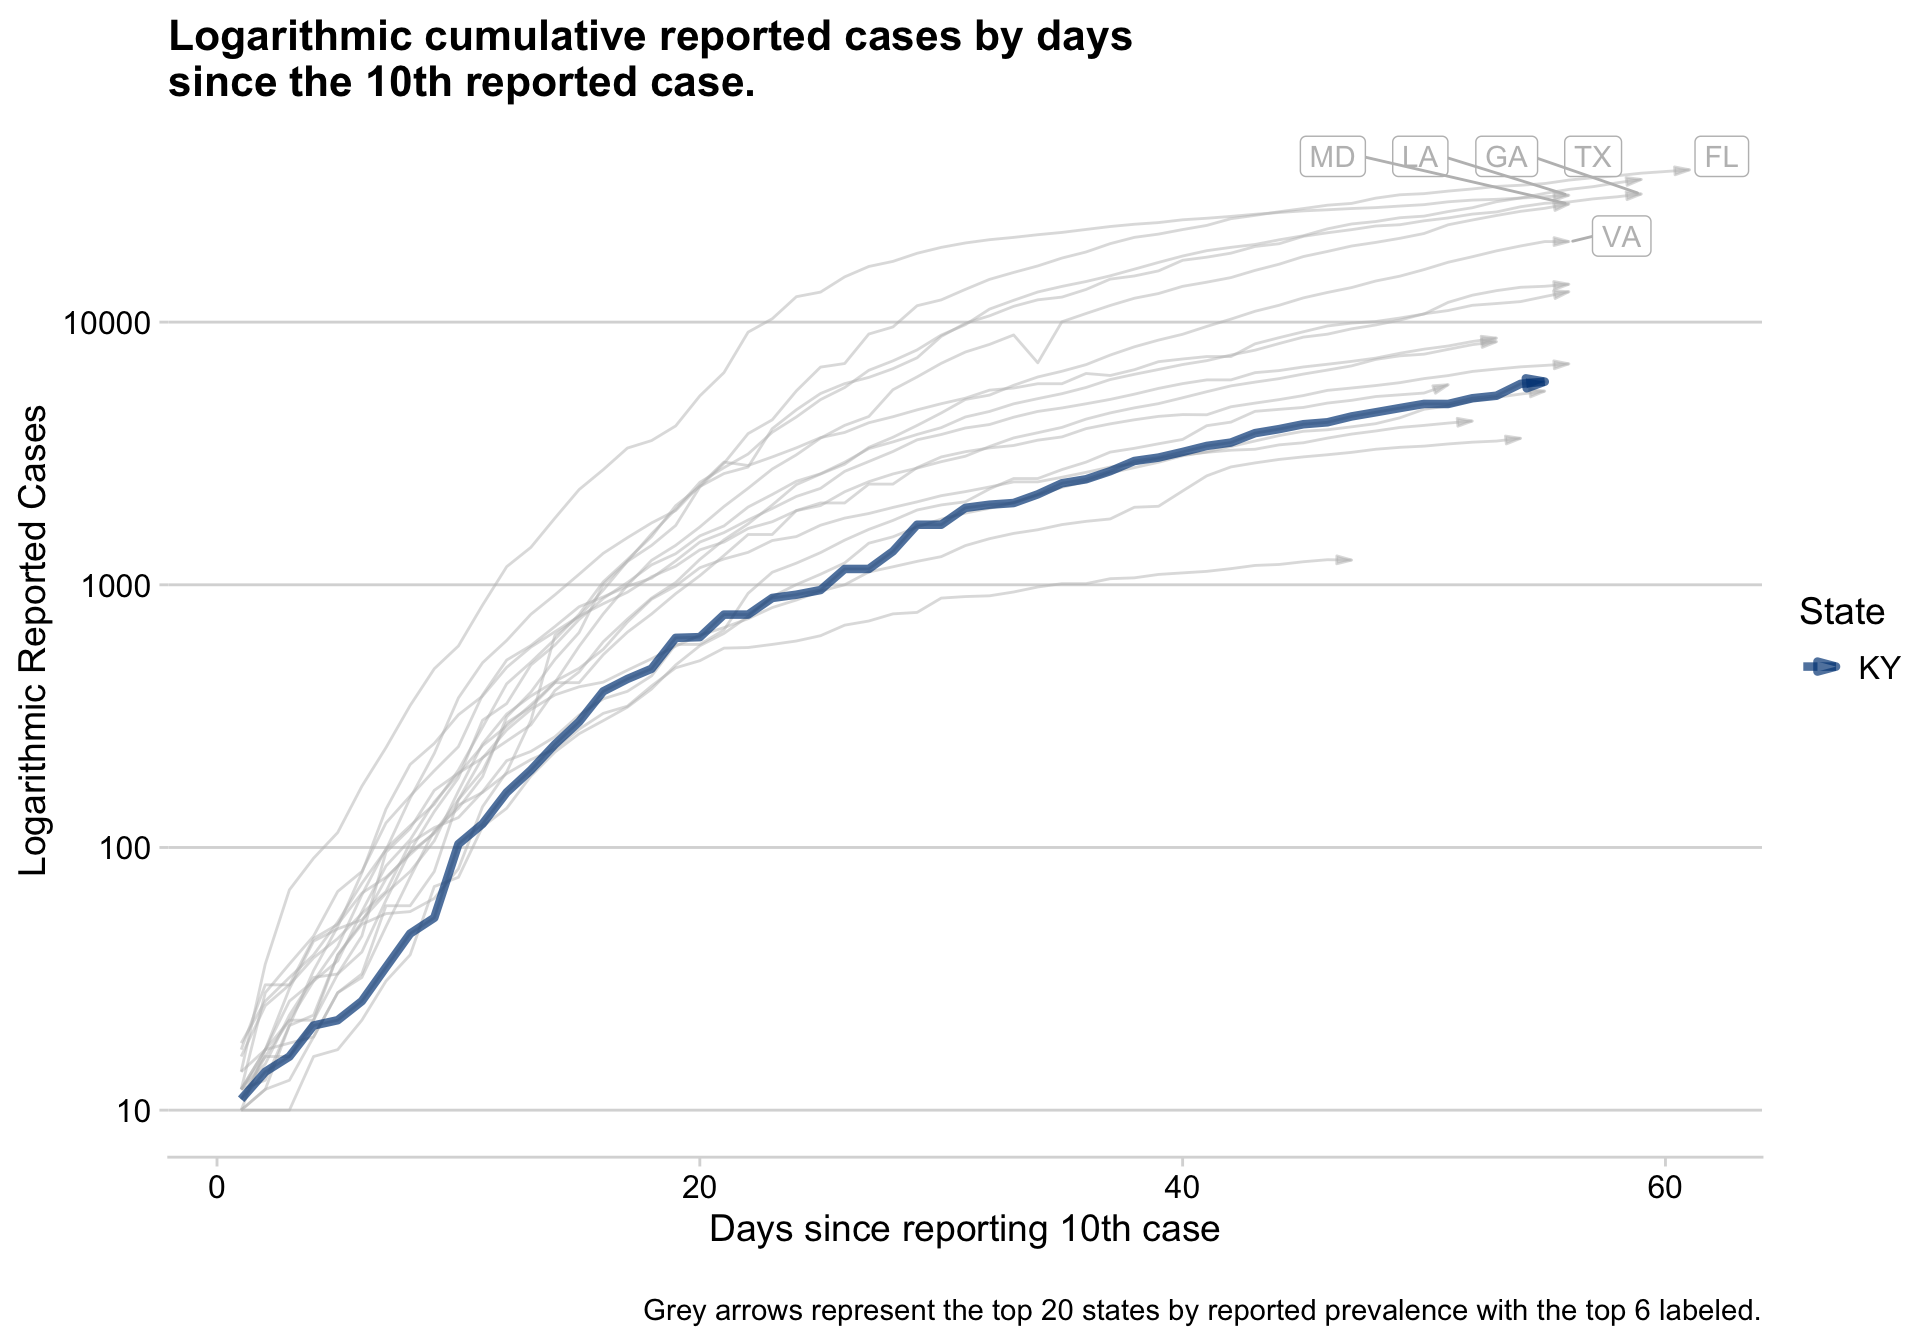 Logarithmic cumulative reported cases by days
since the 10th reported case.
MD LA GA TX FL
VA
10000
1000
100
10
Logarithmic Reported Cases
0 20 40 60
Days since reporting 10th case
State
KY
Grey arrows represent the top 20 states by reported prevalence with the top 6 labeled.